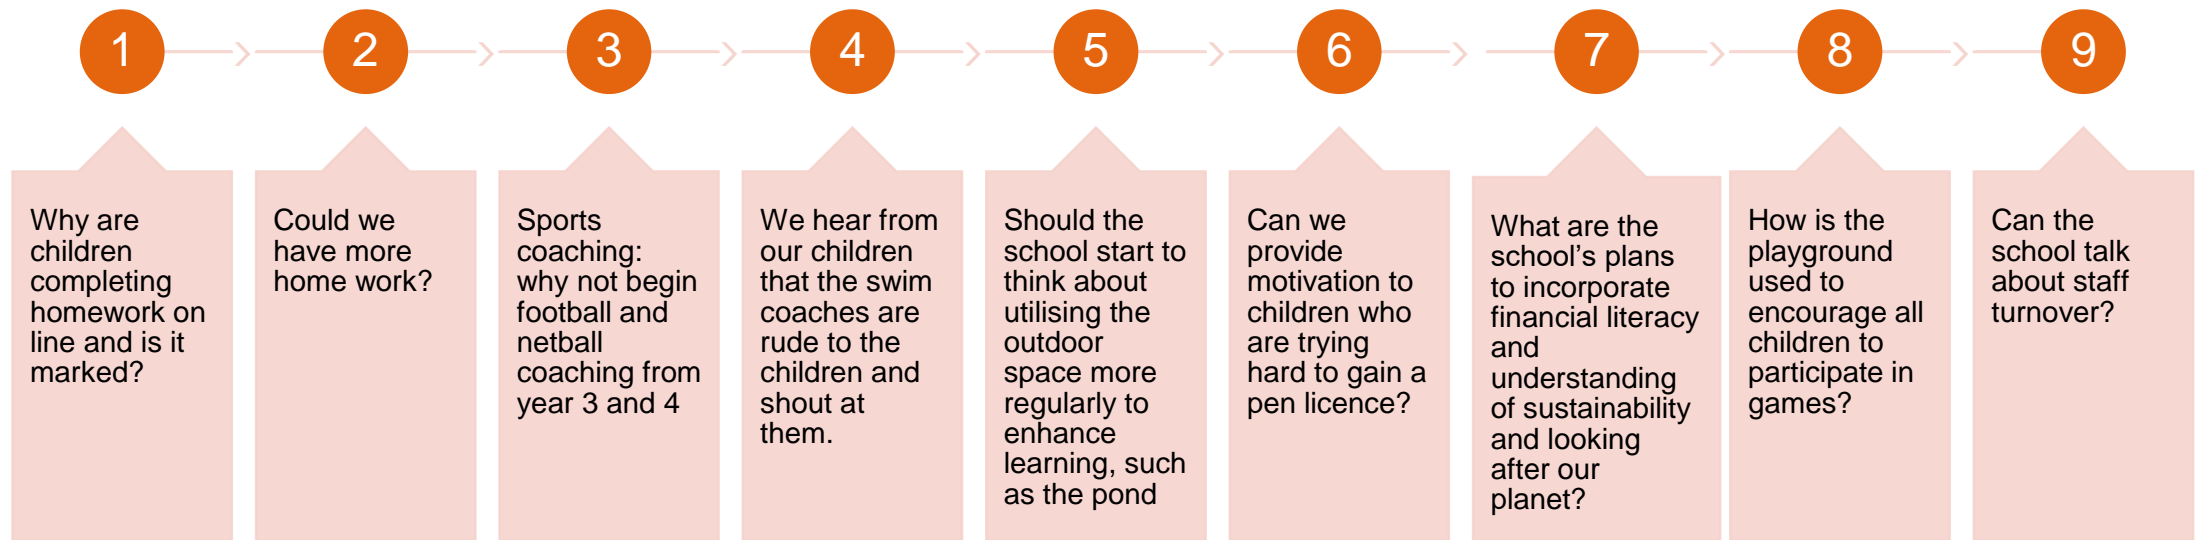 1
2
3
4
5
6
7
8
9
Why are
children
completing
homework on
line and is it
marked?
Could we
have more
home work?
Sports
coaching:
why not begin
football and
netball
coaching from
year 3 and 4
We hear from
our children
that the swim
coaches are
rude to the
children and
shout at
them.
Should the
school start to
think about
utilising the
outdoor
space more
regularly to
enhance
learning, such
as the pond
Can we
provide
motivation to
children who
are trying
hard to gain a
pen licence?
What are the
school’s plans
to incorporate
financial literacy
and
understanding
of sustainability
and looking
after our
planet?
How is the
playground
used to
encourage all
children to
participate in
games?
Can the
school talk
about staff
turnover?